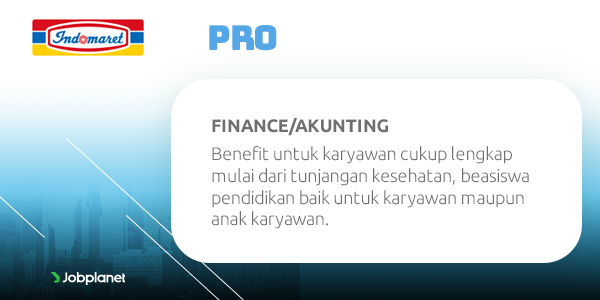 Indomaret
PRO
FINANCE/AKUNTING
Benefit untuk karyawan cukup lengkap
mulai dari tunjangan kesehatan, beasiswa
pendidikan baik untuk karyawan maupun
anak karyawan.
Jobplanet